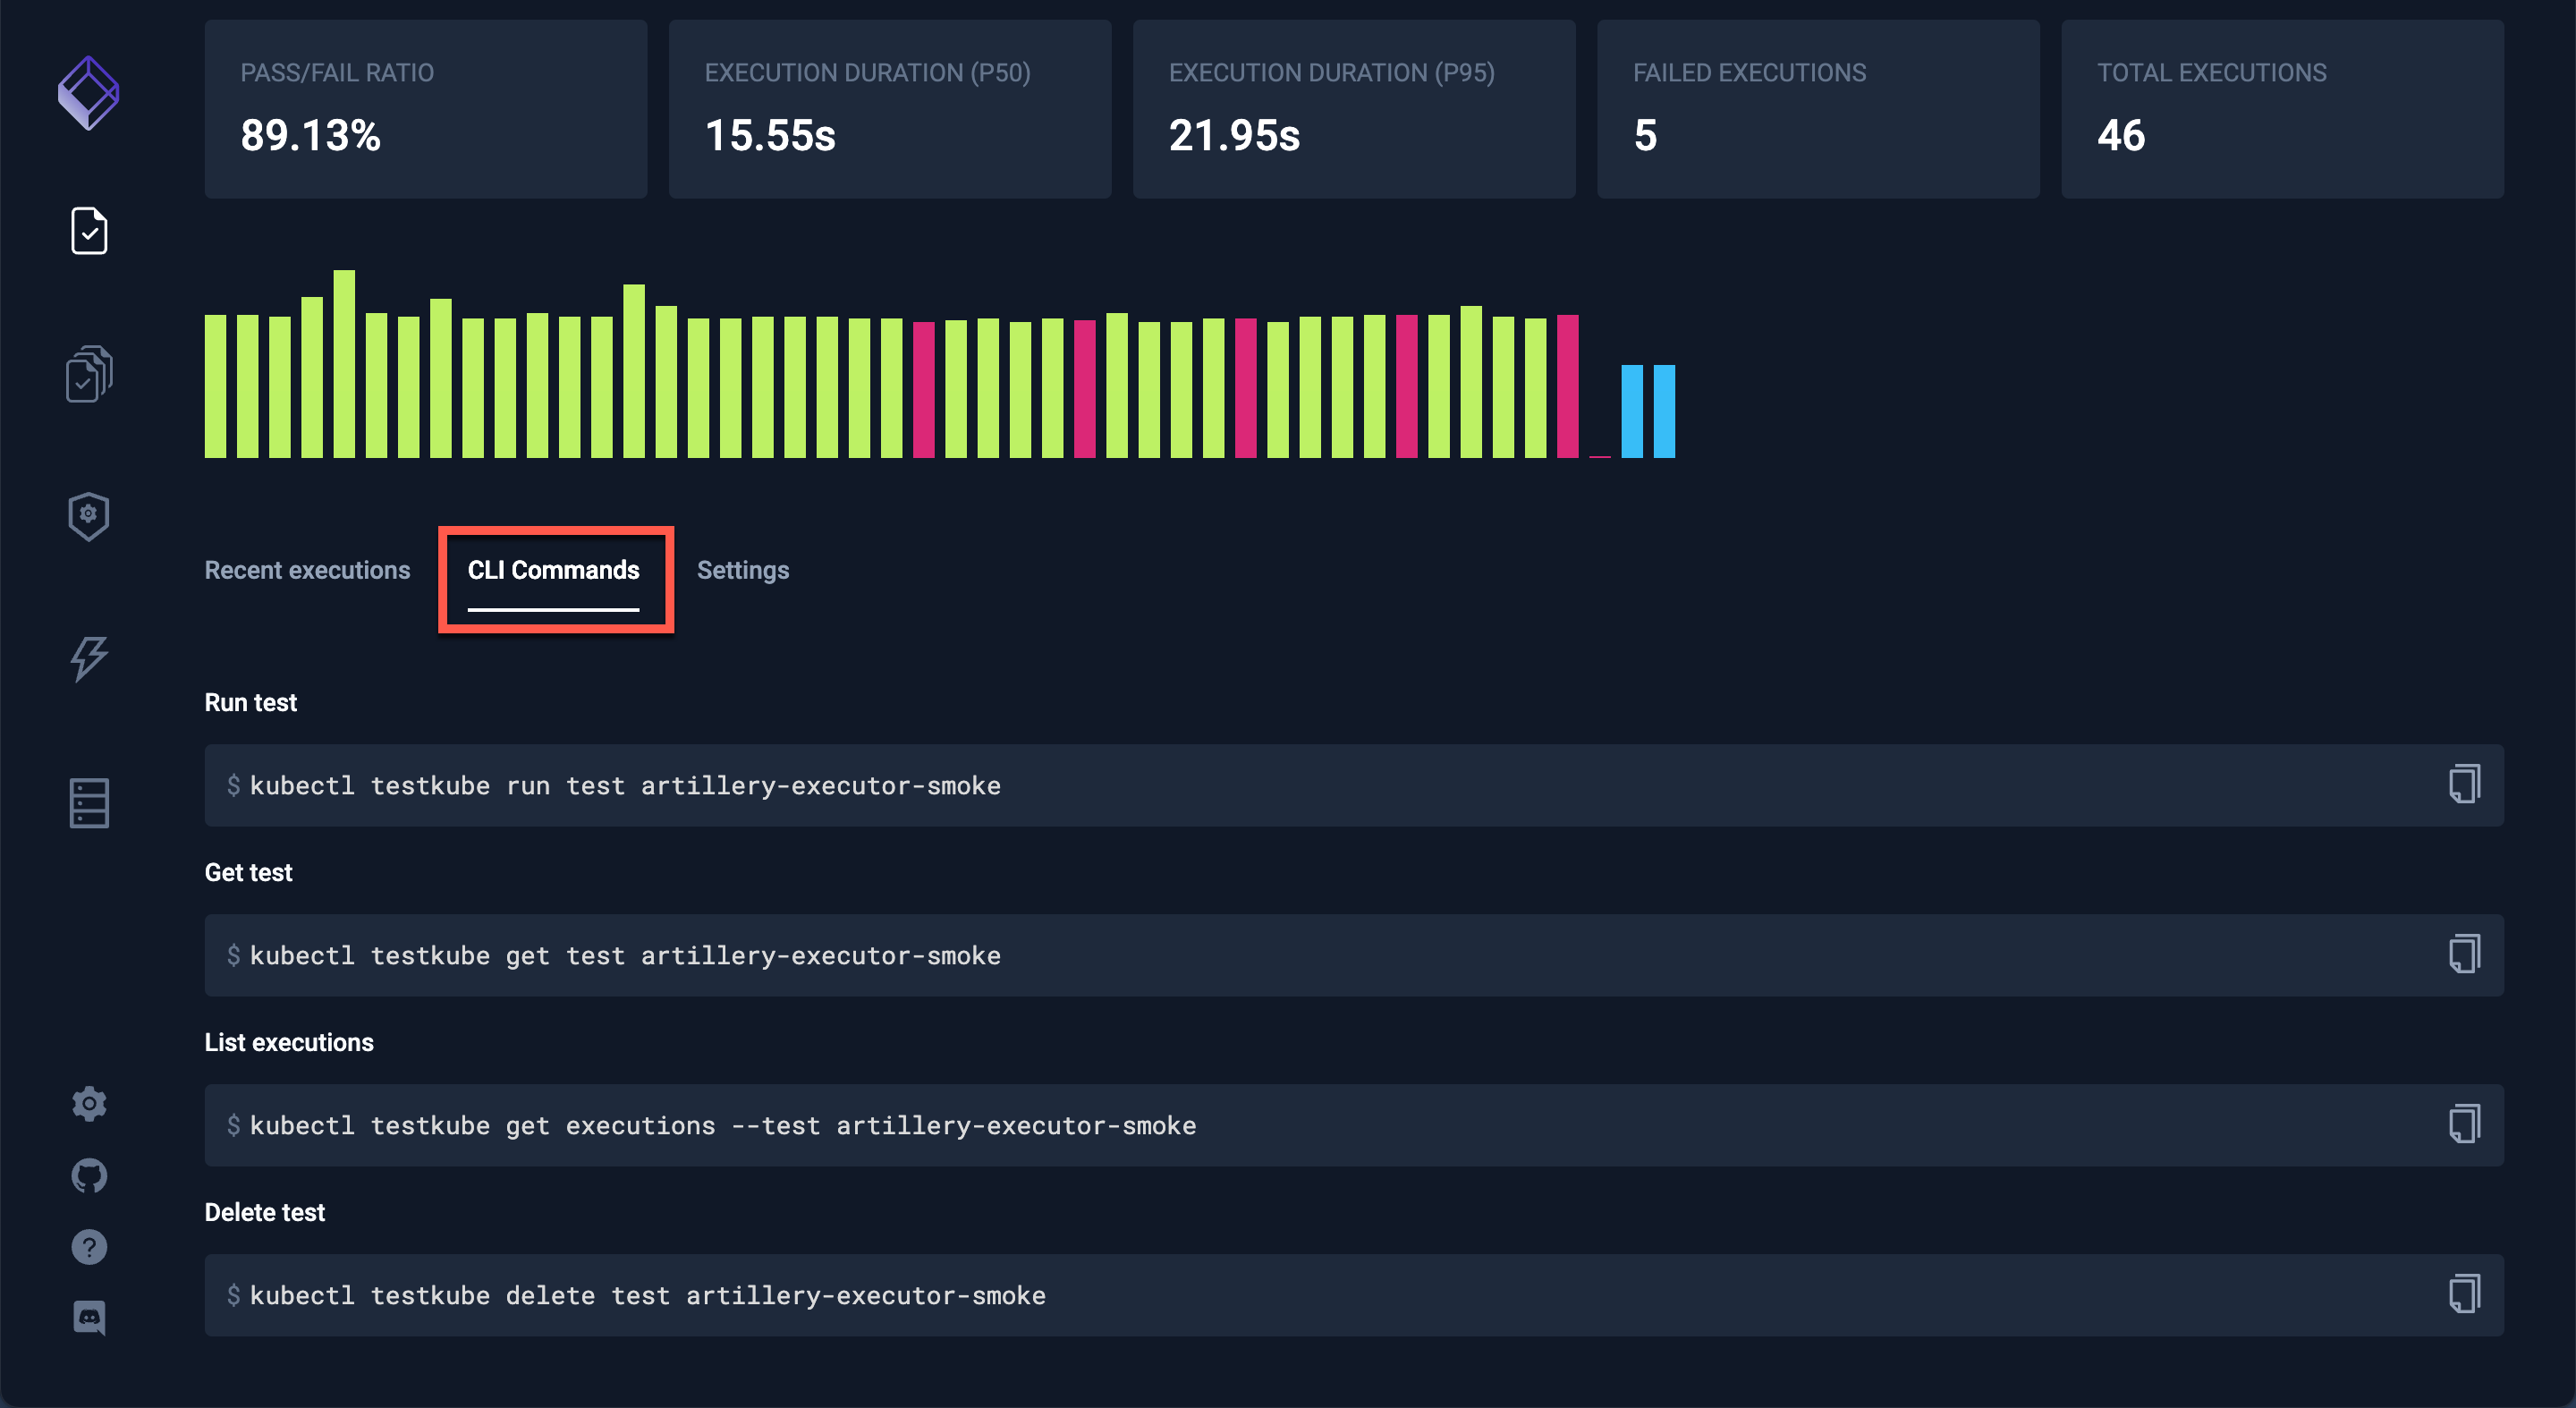 PASS/FAIL RATIO
89.13%
EXECUTION DURATION (P50)
15.55s
EXECUTION DURATION (P95)
21.95s
FAILED EXECUTIONS
5
TOTAL EXECUTIONS
46
Recent executions
CLI Commands
Settings
Run test
$ kubectl testkube run test artillery-executor-smoke
Get test
$ kubectl testkube get test artillery-executor-smoke
List executions
$ kubectl testkube get executions --test artillery-executor-smoke
Delete test
$ kubectl testkube delete test artillery-executor-smoke